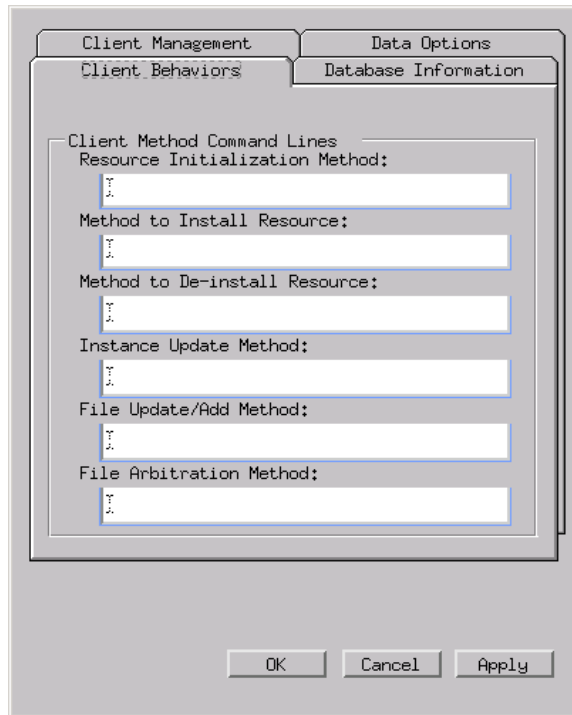 Client Management
Data Options
Client Behaviors
Database Information
Client Method Command Lines
Resource Initialization Method:
Method to Install Resource:
Method to De-install Resource:
Instance Update Method:
File Update/Add Method:
File Arbitration Method:
OK
Cancel
Apply